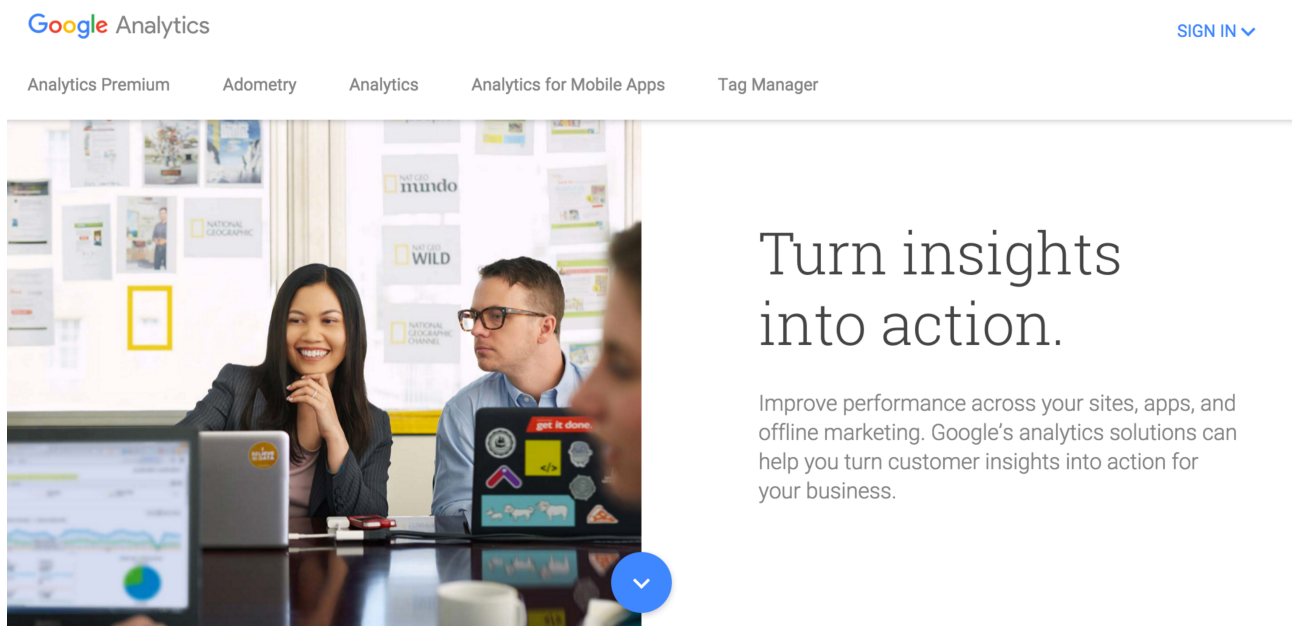 Google Analytics
SIGN IN
Analytics Premium
Adometry
Analytics
Analytics for Mobile Apps
Tag Manager
NAT GEO
mundo
NATIONAL
GEOGRAPHIC
NAT GEO
WILD
NATIONAL
GEOGRAPHIC
CHANNEL
get it done.
</>
Turn insights
into action.
Improve performance across your sites, apps, and
offline marketing. Google’s analytics solutions can
help you turn customer insights into action for
your business.